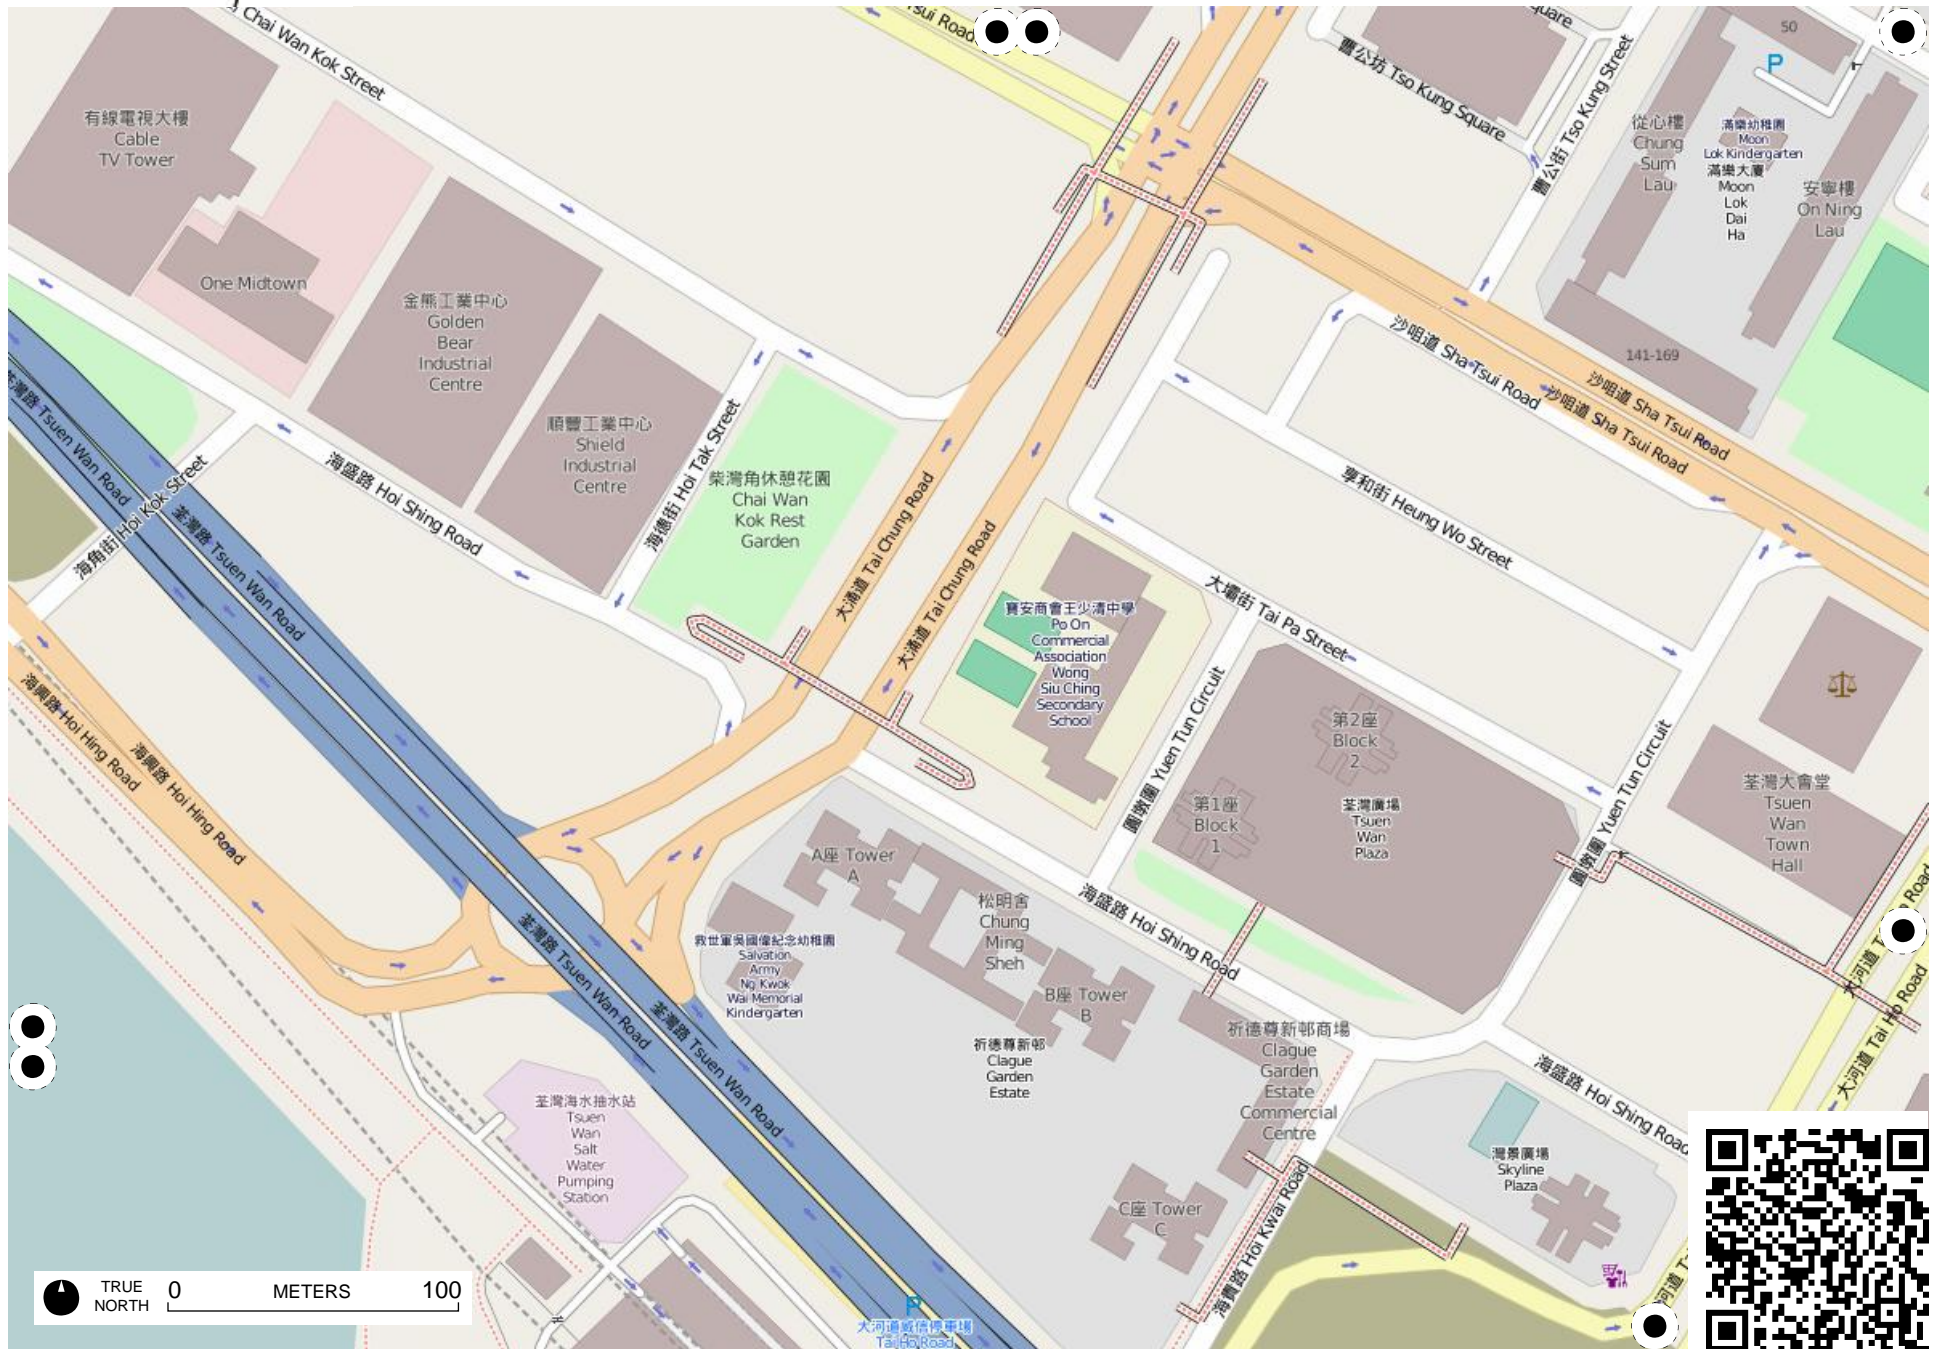 Chai Wan Kok Street
Tsui Road
曹公坊 Tso Kung Square
曹公街 Tso Kung Street
50
P
有線電視大樓
Cable
TV Tower
從心樓
Chung
Sum
Lau
滿樂幼稚園
Moon
Lok Kindergarten
滿樂大廈
Moon
Lok
Dai
Ha
安寧樓
On Ning
Lau
One Midtown
金熊工業中心
Golden
Bear
Industrial
Centre
順豐工業中心
Shield
Industrial
Centre
141-169
沙咀道 Sha Tsui Road
沙咀道 Sha Tsui Road
沙咀道 Sha Tsui Road
荃灣路 Tsuen Wan Road
海角街 Hoi Kok Street
荃灣路 Tsuen Wan Road
海盛路 Hoi Shing Road
海德街 Hoi Tak Street
柴灣角休憩花園
Chai Wan
Kok Rest
Garden
大涌道 Tai Chung Road
大涌道 Tai Chung Road
享和街 Heung Wo Street
大壩街 Tai Pa Street
寶安商會王少清中學
Po On
Commercial
Association
Wong
Siu Ching
Secondary
School
圓墩圍 Yuen Tun Circuit
圓墩圍 Yuen Tun Circuit
第2座
Block
2
第1座
Block
1
荃灣廣場
Tsuen
Wan
Plaza
荃灣大會堂
Tsuen
Wan
Town
Hall
海興路 Hoi Hing Road
海興路 Hoi Hing Road
A座 Tower
A
松明舍
Chung
Ming
Sheh
B座 Tower
B
救世軍吳國偉紀念幼稚園
Salvation
Army
Ng Kwok
Wai Memorial
Kindergarten
祈德尊新邨
Clague
Garden
Estate
海盛路 Hoi Shing Road
荃灣路 Tsuen Wan Road
荃灣路 Tsuen Wan Road
祈德尊新邨商場
Clague
Garden
Estate
Commercial
Centre
大河道 Tai Ho Road
海盛路 Hoi Shing Road
荃灣海水抽水站
Tsuen
Wan
Salt
Water
Pumping
Station
灣景廣場
Skyline
Plaza
C座 Tower
C
海貴路 Hoi Kwai Road
P
Tai Ho Road
TRUE
NORTH
0 METERS 100